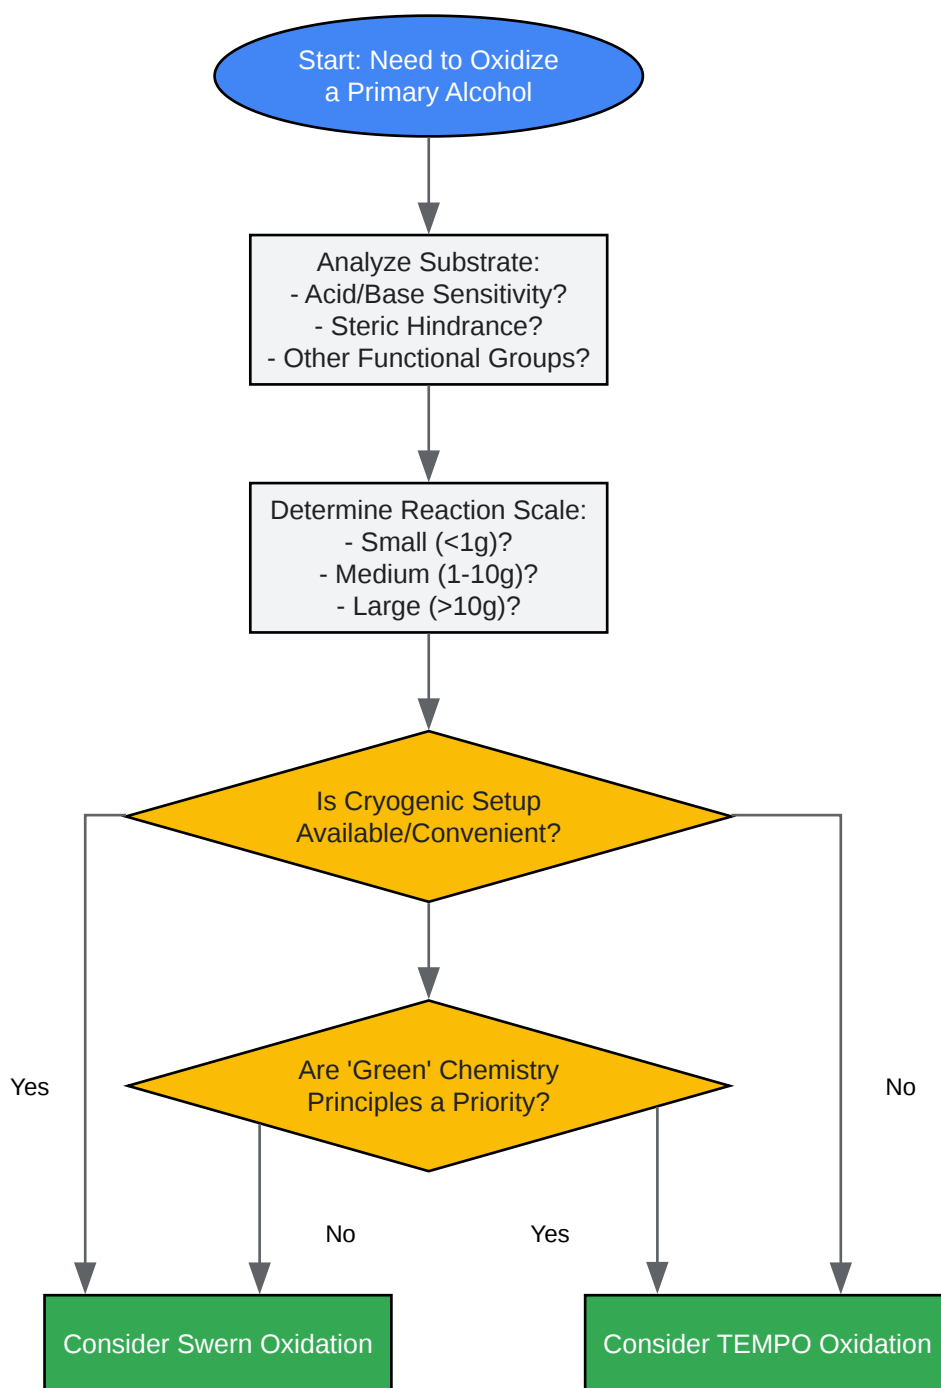 Start: Need to Oxidize
a Primary Alcohol
Analyze Substrate:
- Acid/Base Sensitivity?
- Steric Hindrance?
- Other Functional Groups?
Determine Reaction Scale:
- Small (<1g)?
- Medium (1-10g)?
- Large (>10g)?
Is Cryogenic Setup
Available/Convenient?
Are 'Green' Chemistry
Principles a Priority?
Yes
No
No
Yes
Consider Swern Oxidation
Consider TEMPO Oxidation